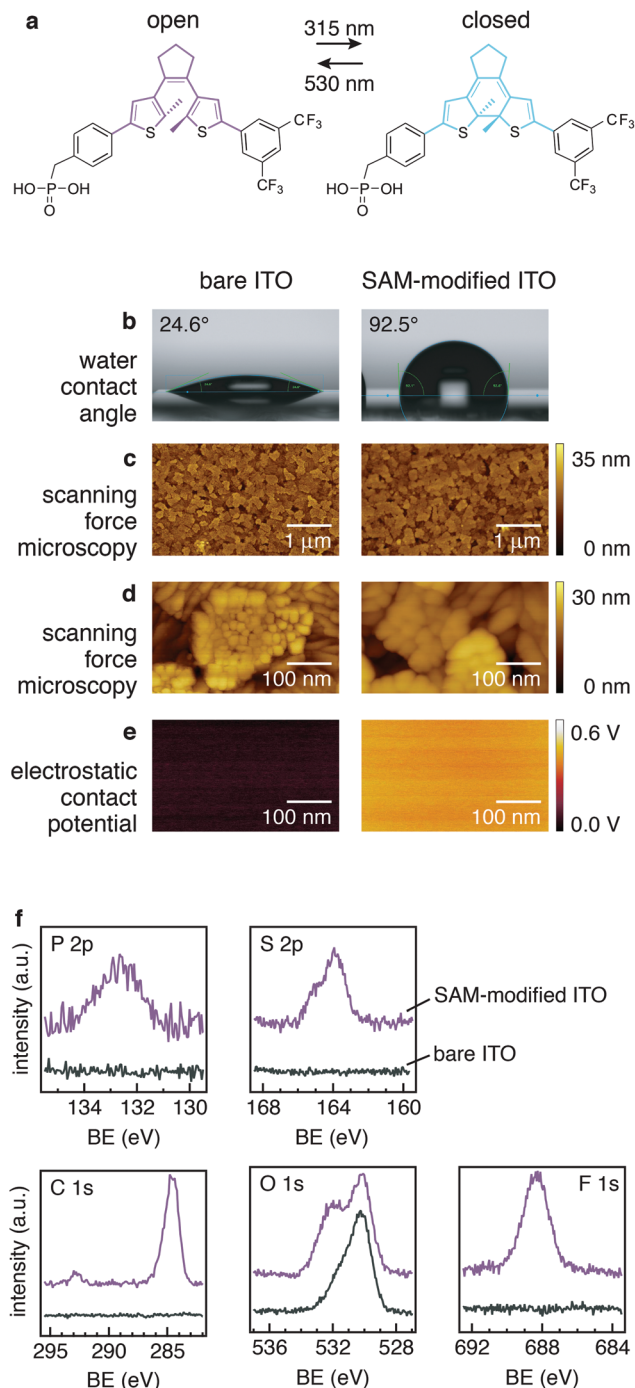 a
open
closed
315 nm
530 nm
S
S
CF3
CF3
HO
P
OH
O
S
S
CF3
CF3
HO
P
OH
O
bare ITO
SAM-modified ITO
b
water
contact
angle
24.6°
92.5°
c
scanning
force
microscopy
1 μm
1 μm
35 nm
0 nm
d
scanning
force
microscopy
100 nm
100 nm
30 nm
0 nm
e
electrostatic
contact
potential
100 nm
100 nm
0.6 V
0.0 V
f
P 2p
intensity (a.u.)
134 132 130
BE (eV)
S 2p
168 164 160
BE (eV)
SAM-modified ITO
bare ITO
C 1s
intensity (a.u.)
295 290 285
BE (eV)
O 1s
536 532 528
BE (eV)
F 1s
692 688 684
BE (eV)